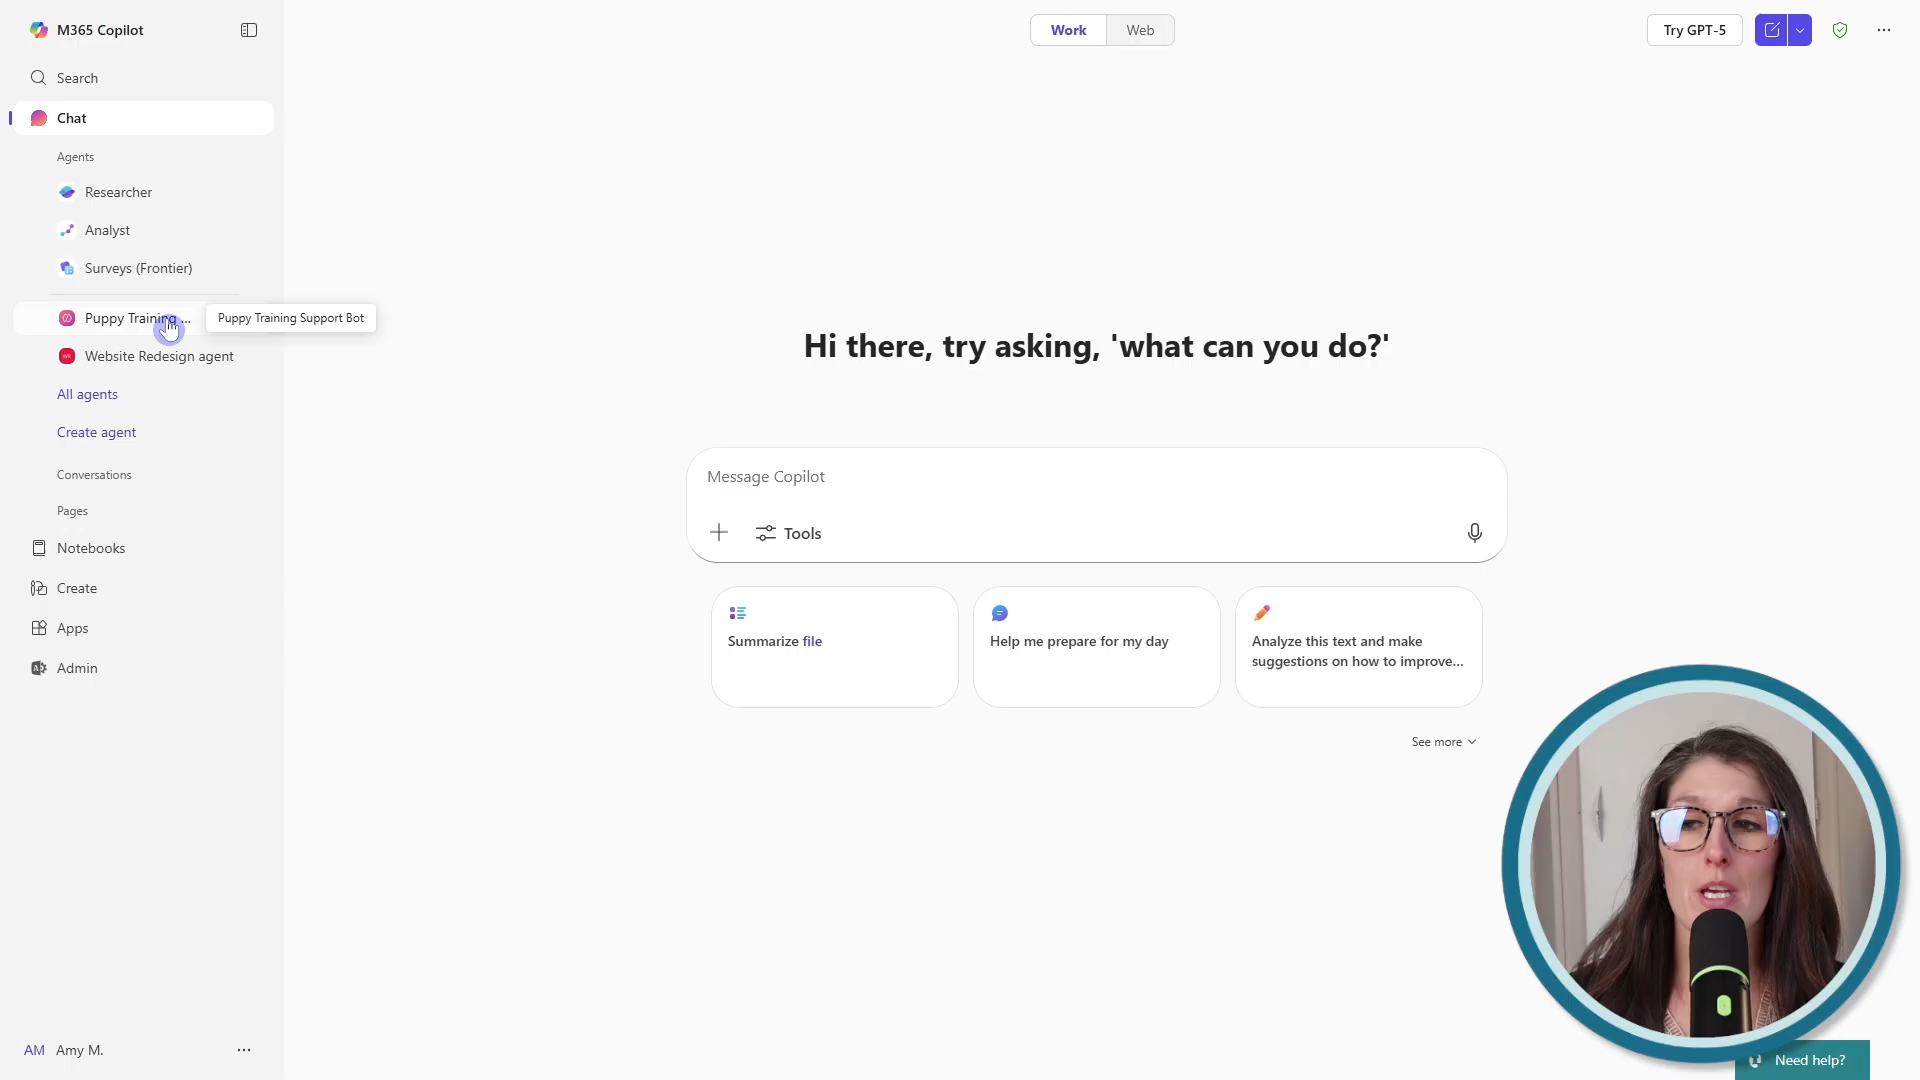 M365 Copilot
Search
Chat
Agents
Researcher
Analyst
Surveys (Frontier)
Puppy Training ...
Puppy Training Support Bot
Website Redesign agent
All agents
Create agent
Conversations
Pages
Notebooks
Create
Apps
Admin
AM Amy M.
Work
Web
Try GPT-5
Hi there, try asking, 'what can you do?'
Message Copilot
Tools
Summarize file
Help me prepare for my day
Analyze this text and make
suggestions on how to improve...
See more
Need help?